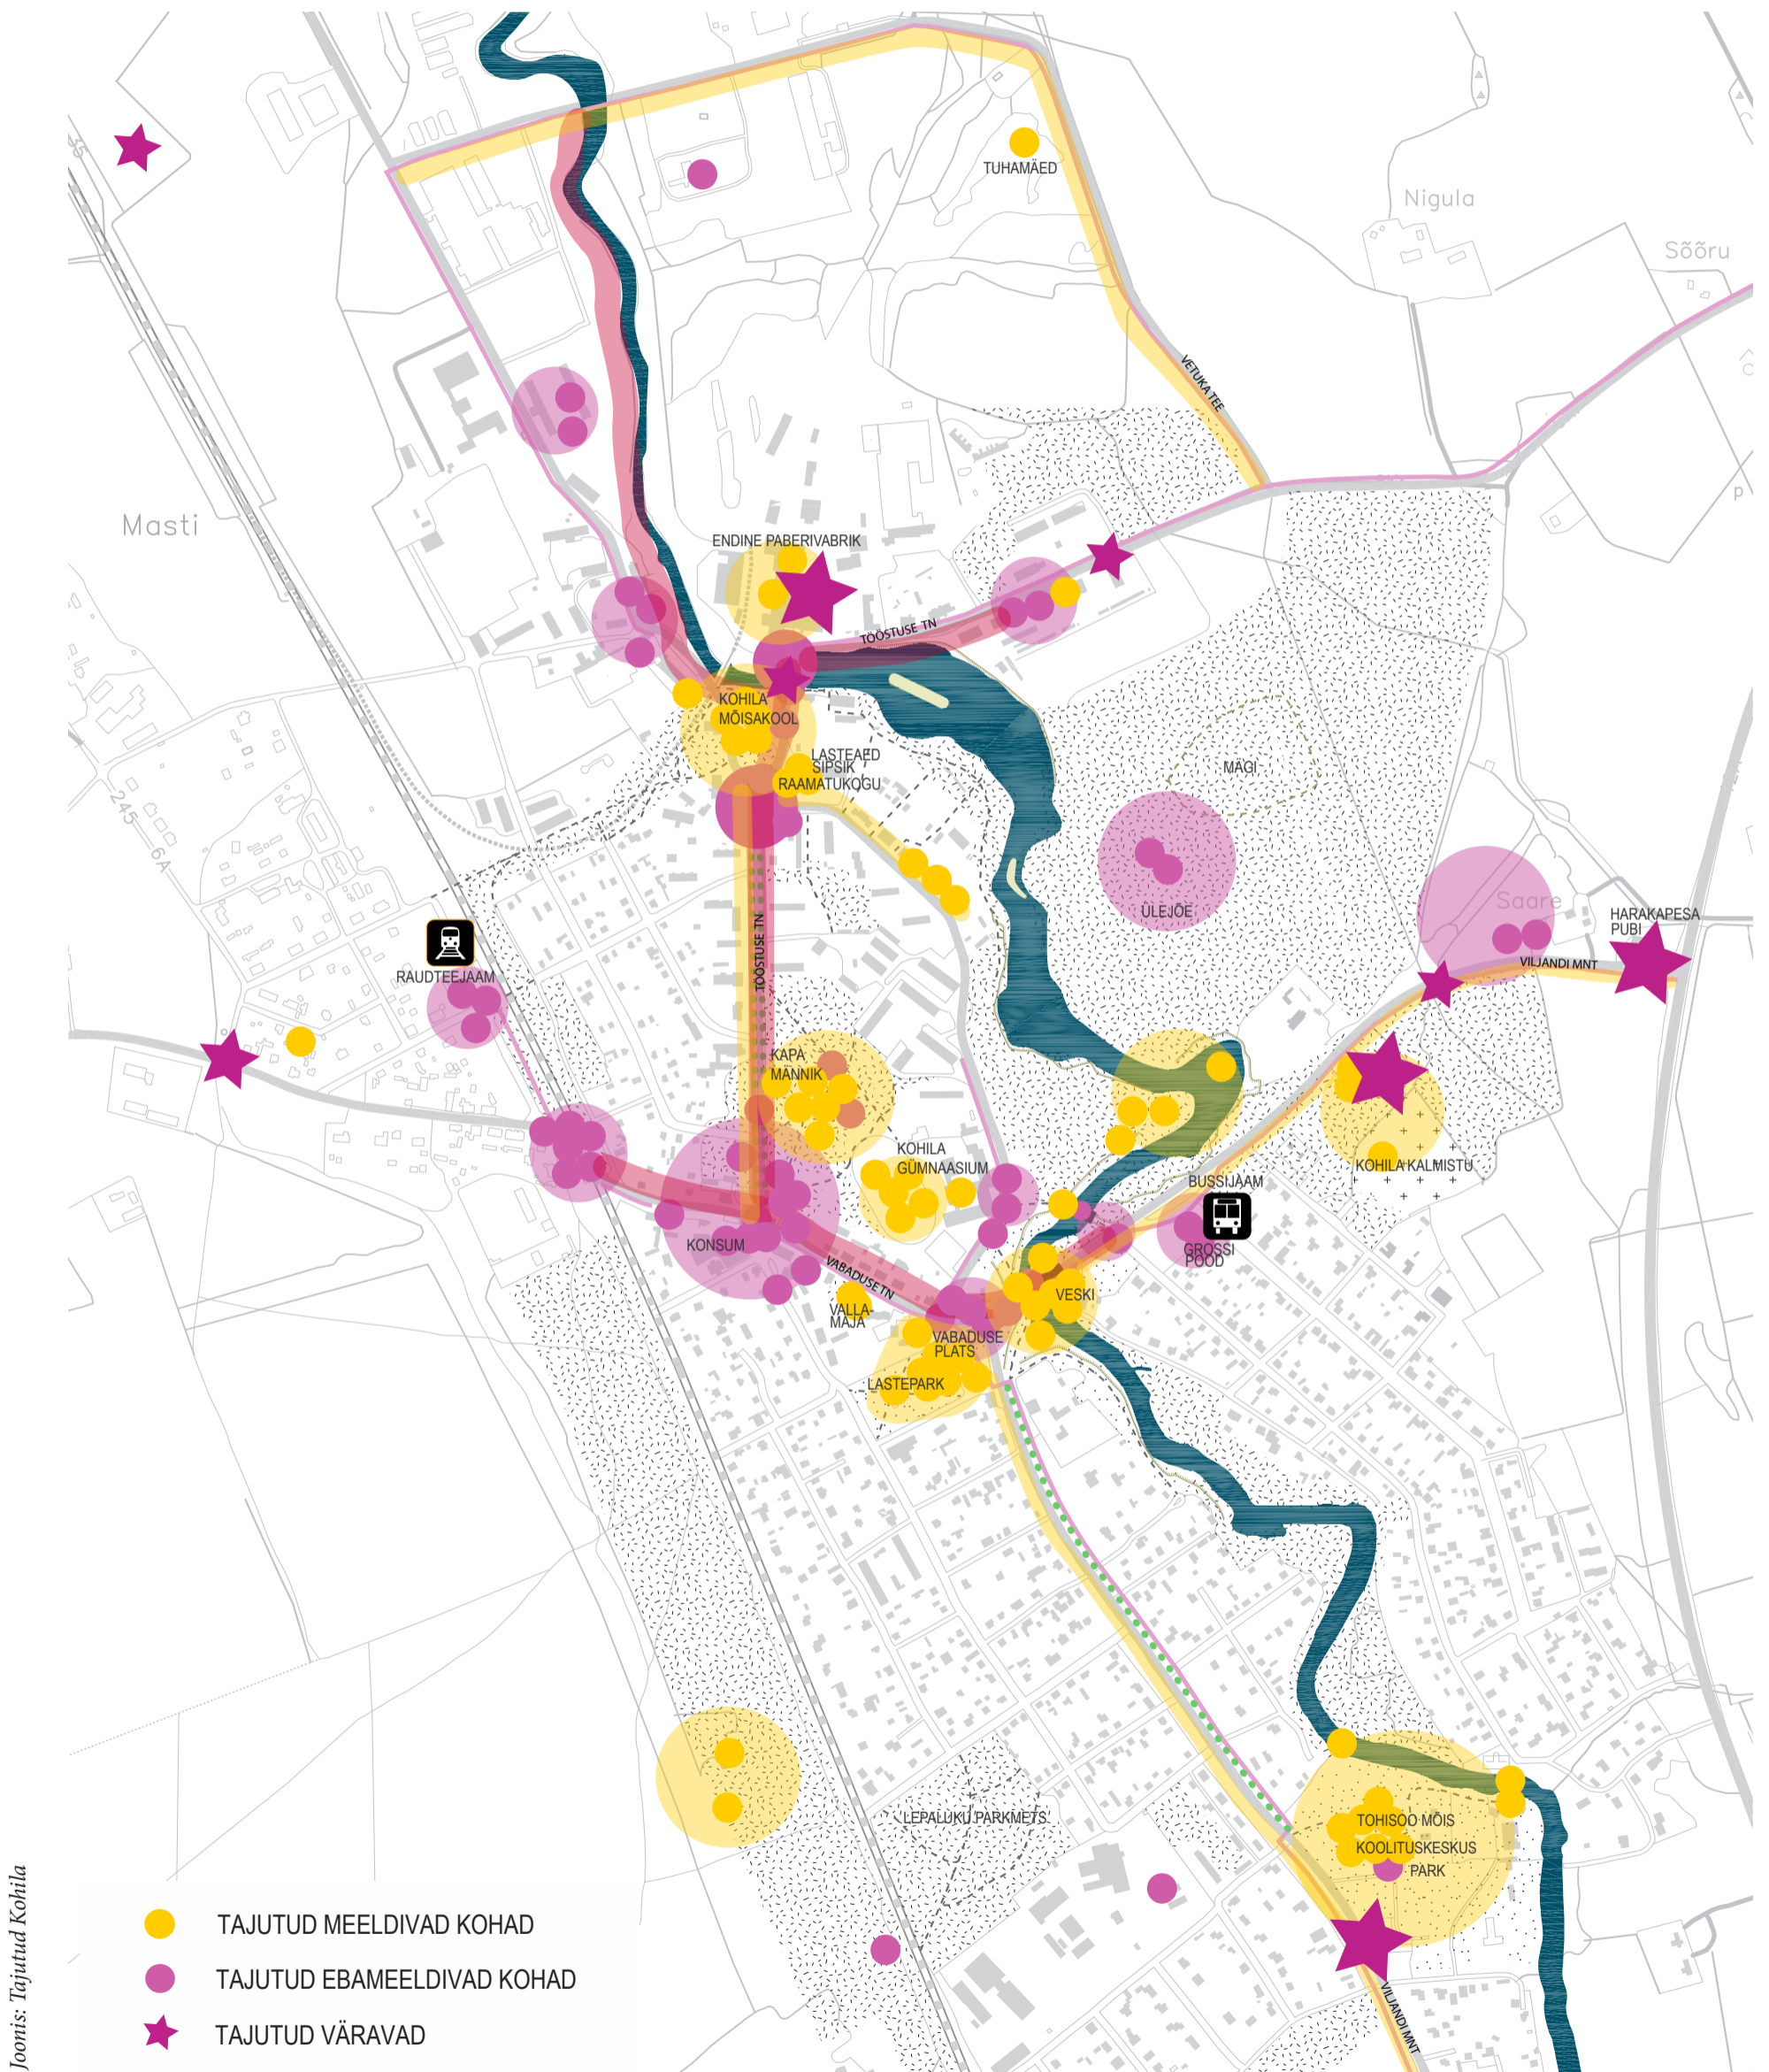 TUHAMÄED
Nigula
Sõõru
35
VETUKA TEE
Masti
ENDINE PABERIVABRIK
TÖÖSTUSE TN
KOHILA
MÕISAKOOL
LASTEAED
SIPSIK
RAAMATUKOGU
MÄGI
245
6A
ÜLEJÕE
Saare
HARAKAPESA
PUBI
VILJANDI MNT
TÖÖSTUSE TN
RAUDTEEJAAM
KAPA
MÄNNIK
KOHILA
GÜMNAASIUM
KOHILA KALMISTU
BUSSIJAAM
GROSSI
POOD
KONSUM
VABADUSE TN
VALLA-
MAJA
VESKI
VABADUSE
PLATS
LASTEPARK
LEPALUKU PARKMETS
TOHISOO MÕIS
KOOLITUSKESKUS
PARK
VILJANDI MNT
TAJUTUD MEELDIVAD KOHAD
TAJUTUD EBAMEELDIVAD KOHAD
TAJUTUD VÄRAVAD
Joonis: Tajutud Kohila